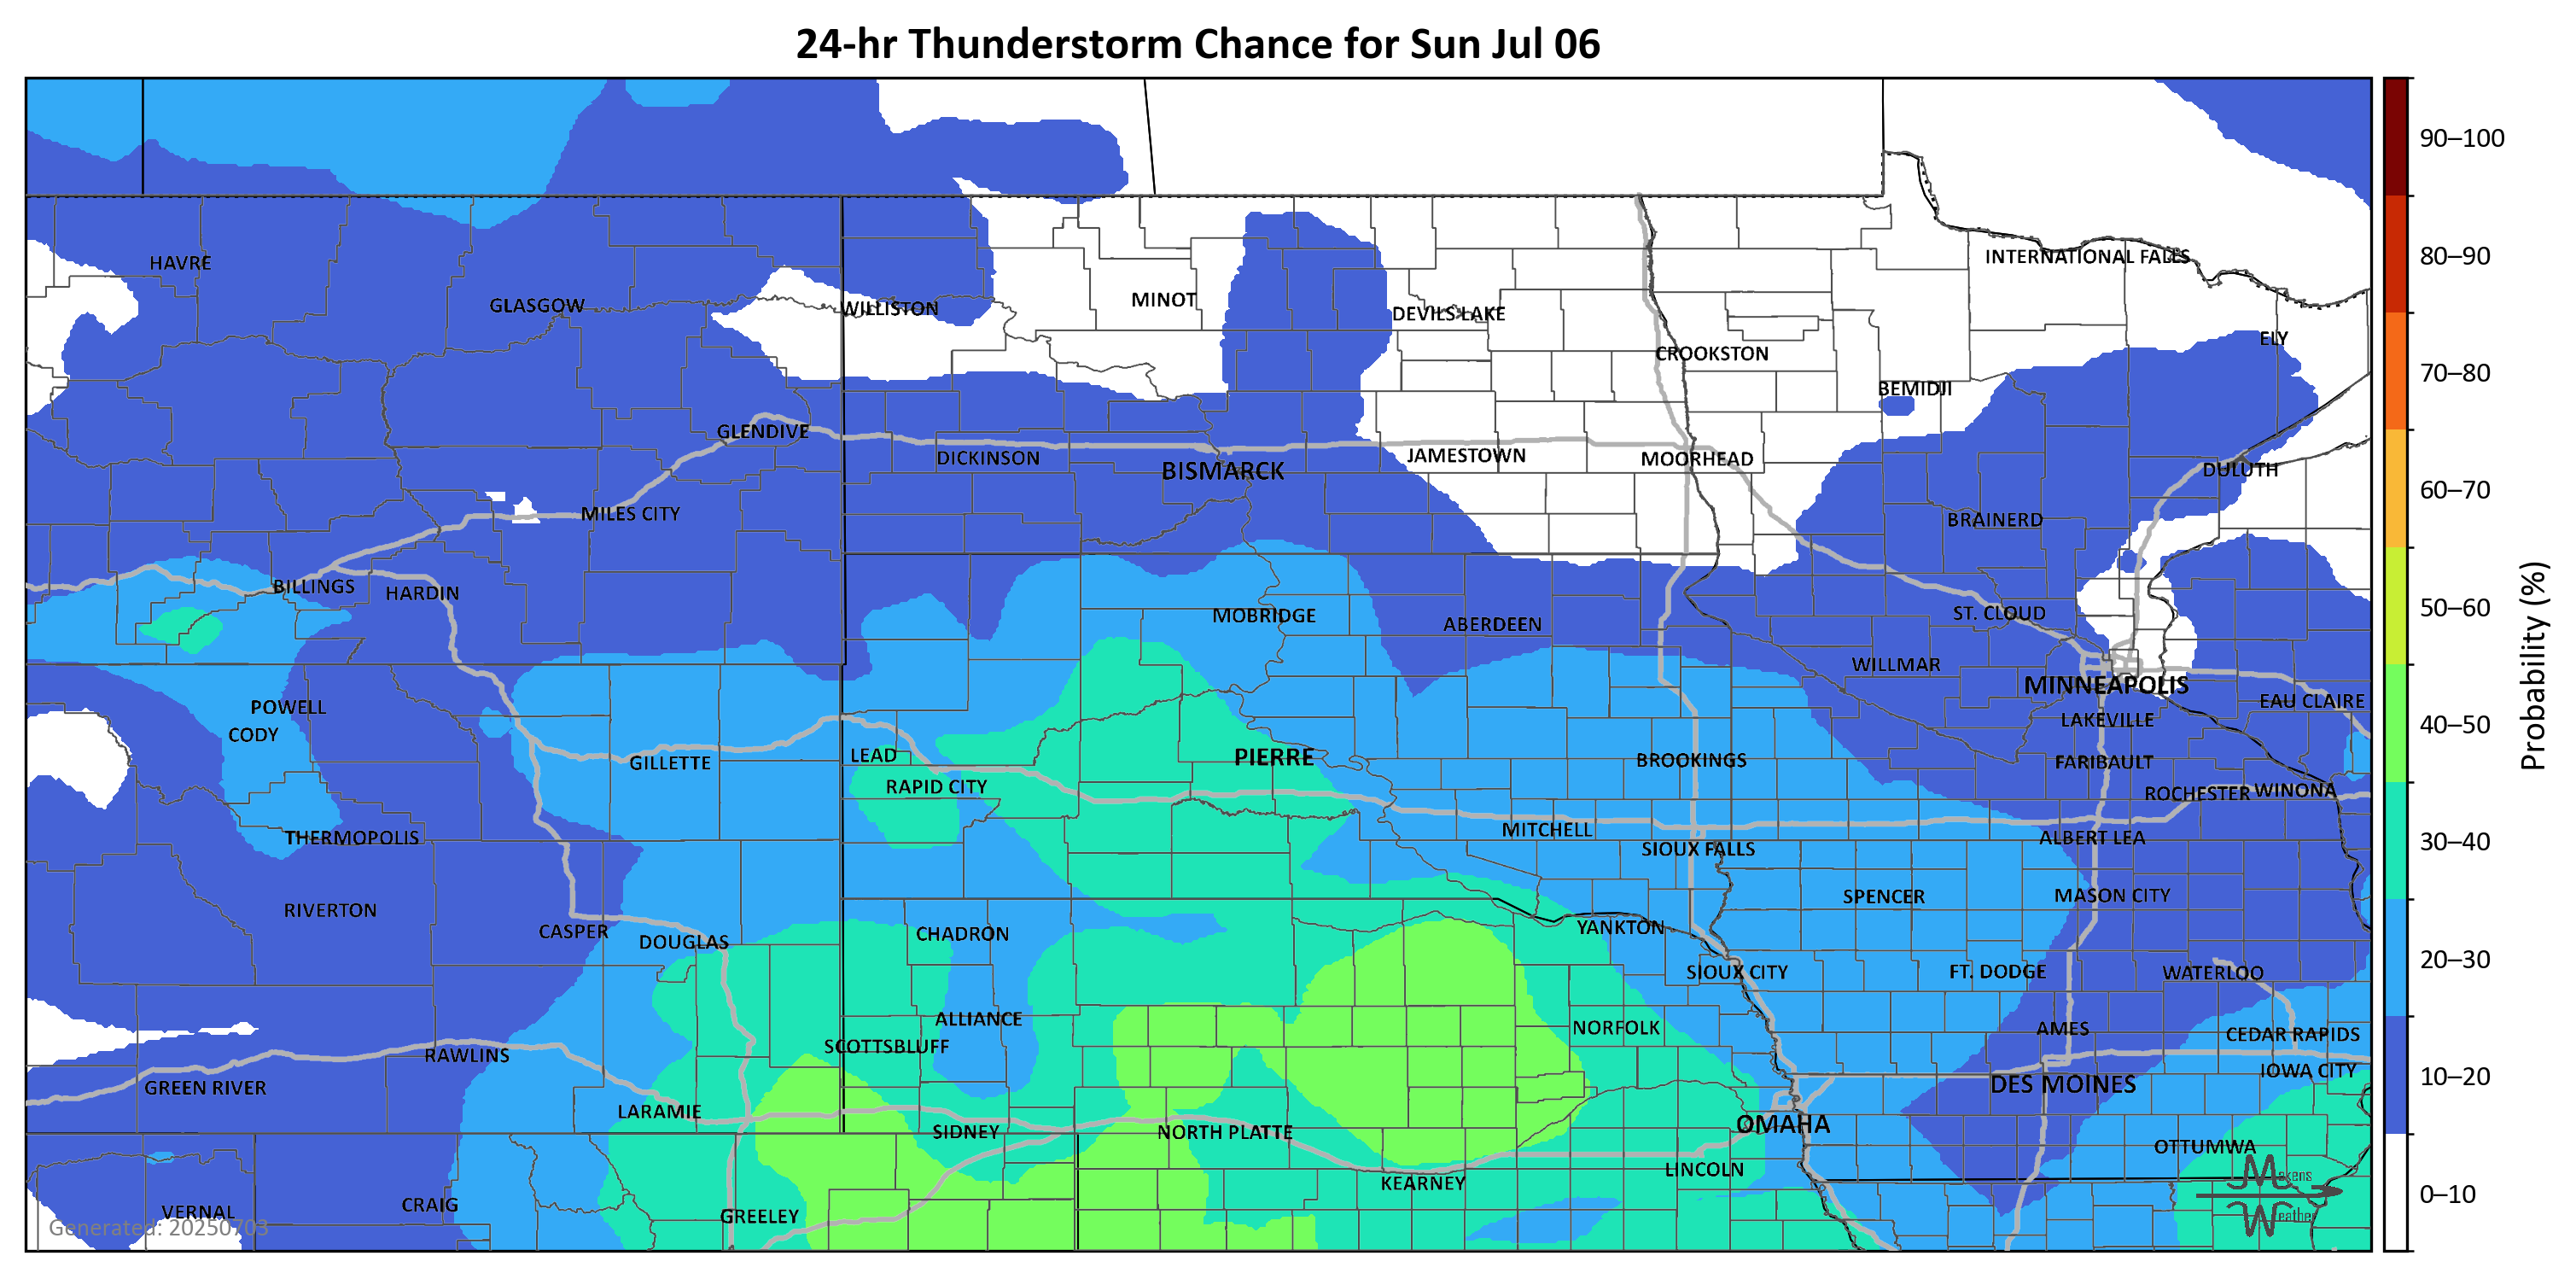 24-hr Thunderstorm Chance for Sun Jul 06
90–100
80–90
70–80
60–70
50–60
40–50
30–40
20–30
10–20
0–10
Probability (%)
HAVRE
INTERNATIONAL FALLS
GLASGOW
WILLISTON
MINOT
DEVILS LAKE
ELY
CROOKSTON
BEMIDJI
GLENDIVE
DICKINSON
BISMARCK
JAMESTOWN
MOORHEAD
DULUTH
MILES CITY
BRAINERD
BILLINGS
HARDIN
MOBRIDGE
ABERDEEN
ST. CLOUD
WILLMAR
MINNEAPOLIS
POWELL
EAU CLAIRE
CODY
LAKEVILLE
LEAD
PIERRE
GILLETTE
BROOKINGS
FARIBAULT
RAPID CITY
ROCHESTER
WINONA
THERMOPOLIS
MITCHELL
ALBERT LEA
SIOUX FALLS
RIVERTON
SPENCER
MASON CITY
CASPER
DOUGLAS
CHADRON
YANKTON
SIOUX CITY
FT. DODGE
WATERLOO
ALLIANCE
NORFOLK
AMES
CEDAR RAPIDS
SCOTTSBLUFF
RAWLINS
IOWA CITY
GREEN RIVER
DES MOINES
LARAMIE
OMAHA
SIDNEY
NORTH PLATTE
OTTUMWA
LINCOLN
KEARNEY
VERNAL
CRAIG
GREELEY
Makens
Weather
Generated: 20250703